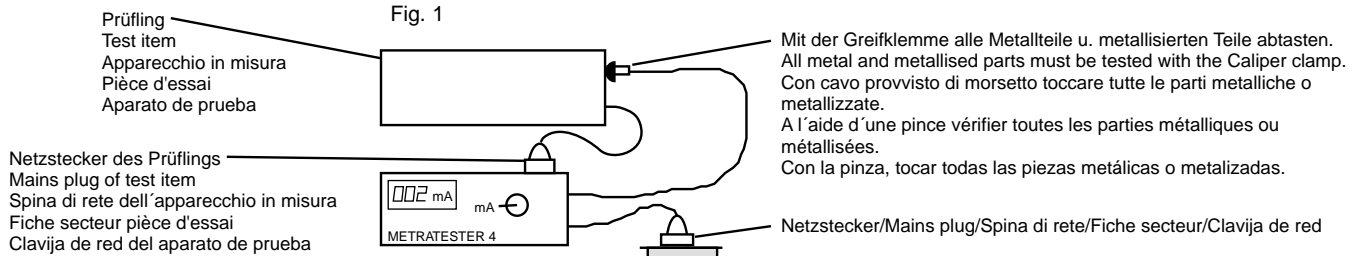 Fig. 1
Prüfling
Test item
Apparecchio in misura
Pièce d'essai
Aparato de prueba
Mit der Greifklemme alle Metallteile u. metallisierten Teile abtasten.
All metal and metallised parts must be tested with the Caliper clamp.
Con cavo provvisto di morsetto toccare tutte le parti metalliche o
metallizzate.
A l´aide d´une pince vérifier toutes les parties métalliques ou
métallisées.
Con la pinza, tocar todas las piezas metálicas o metalizadas.
Netzstecker des Prüflings
Mains plug of test item
Spina di rete dell´apparecchio in misura
Fiche secteur pièce d'essai
Clavija de red del aparato de prueba
002 mA
mA
METRATESTER 4
Netzstecker/Mains plug/Spina di rete/Fiche secteur/Clavija de red